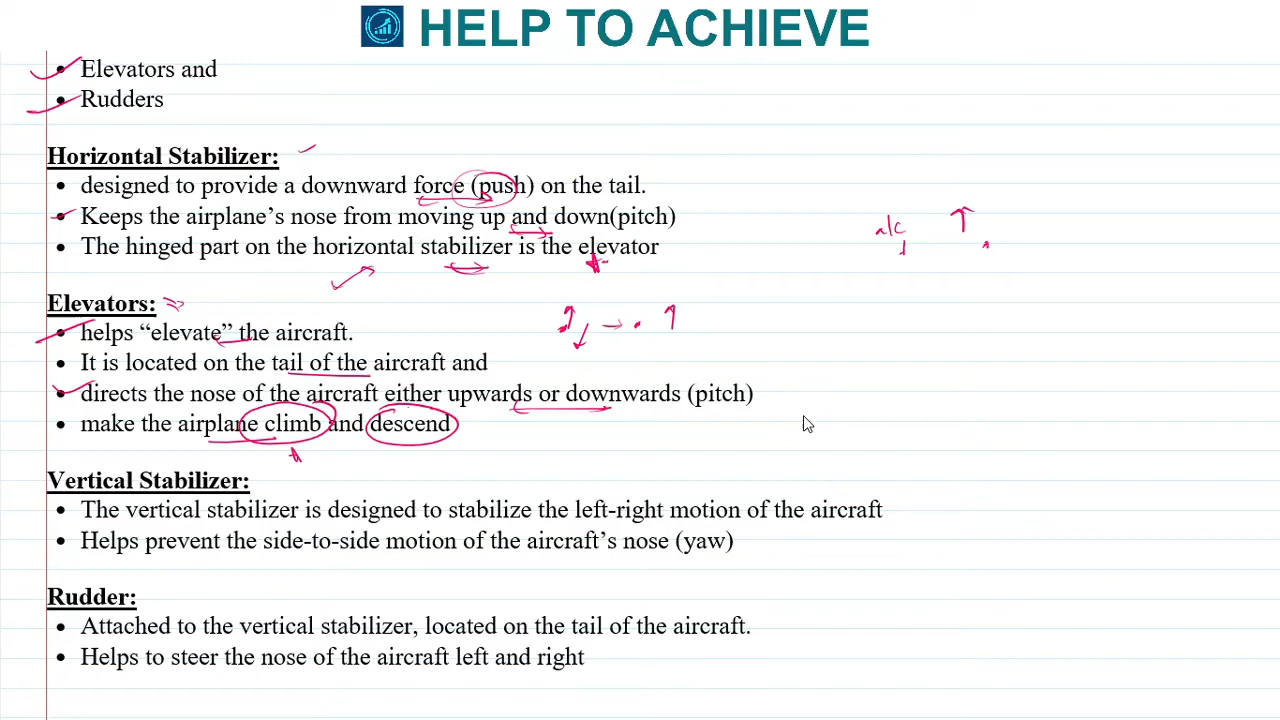 HELP TO ACHIEVE
• Elevators and
• Rudders
Horizontal Stabilizer:
• designed to provide a downward force (push) on the tail.
• Keeps the airplane's nose from moving up and down(pitch)
a/c
• The hinged part on the horizontal stabilizer is the elevator
Elevators:
• helps “elevate” the aircraft.
• It is located on the tail of the aircraft and
• directs the nose of the aircraft either upwards or downwards (pitch)
• make the airplane climb and descend
Vertical Stabilizer:
• The vertical stabilizer is designed to stabilize the left-right motion of the aircraft
• Helps prevent the side-to-side motion of the aircraft's nose (yaw)
Rudder:
• Attached to the vertical stabilizer, located on the tail of the aircraft.
• Helps to steer the nose of the aircraft left and right